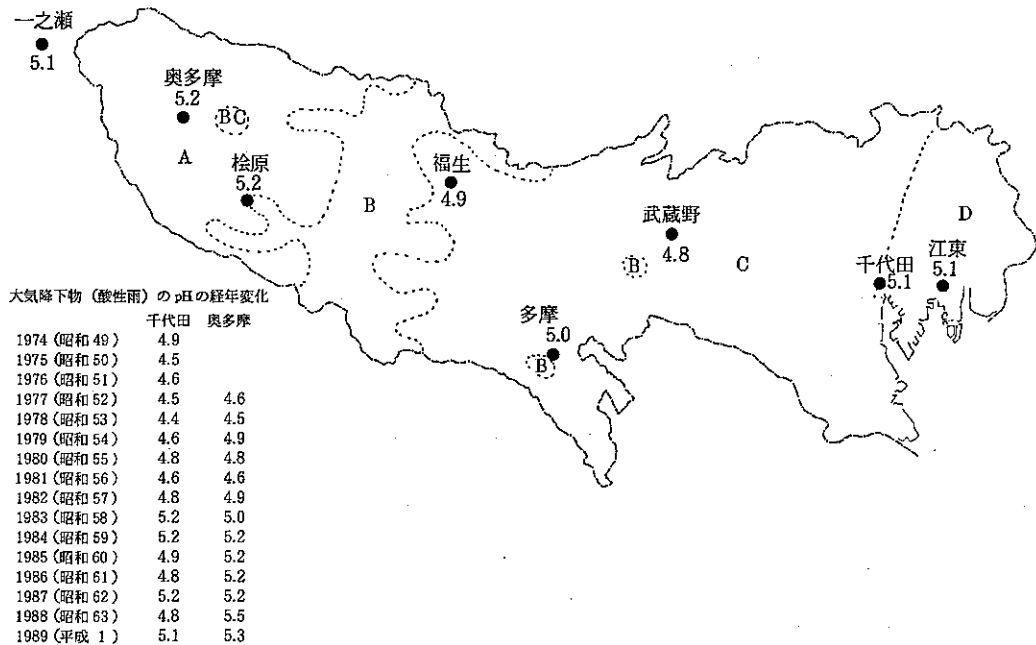 一之瀬
5.1
奥多摩
5.2
BC
A
桧原
5.2
B
福生
4.9
武蔵野
4.8
B
C
D
千代田
5.1
江東
5.1
多摩
5.0
B
大気降下物（酸性雨）のpHの経年変化
千代田 奥多摩
1974（昭和49） 4.9
1975（昭和50） 4.5
1976（昭和51） 4.6
1977（昭和52） 4.5 4.6
1978（昭和53） 4.4 4.5
1979（昭和54） 4.6 4.9
1980（昭和55） 4.8 4.8
1981（昭和56） 4.6 4.6
1982（昭和57） 4.8 4.9
1983（昭和58） 5.2 5.0
1984（昭和59） 5.2 5.2
1985（昭和60） 4.9 5.2
1986（昭和61） 4.8 5.2
1987（昭和62） 5.2 5.2
1988（昭和63） 4.8 5.5
1989（平成 1） 5.1 5.3